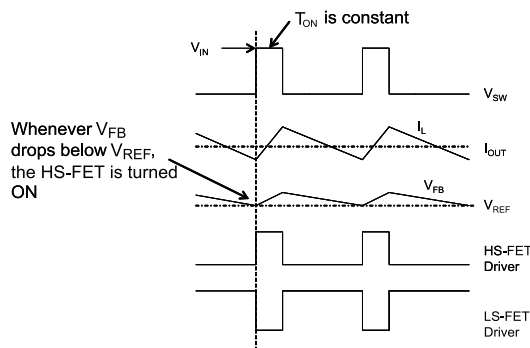 T_ON is constant
V_IN
V_SW
Whenever V_FB
drops below V_REF,
the HS-FET is turned
ON
I_L
I_OUT
V_FB
V_REF
HS-FET
Driver
LS-FET
Driver